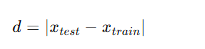 d = |x_{test} − x_{train}|